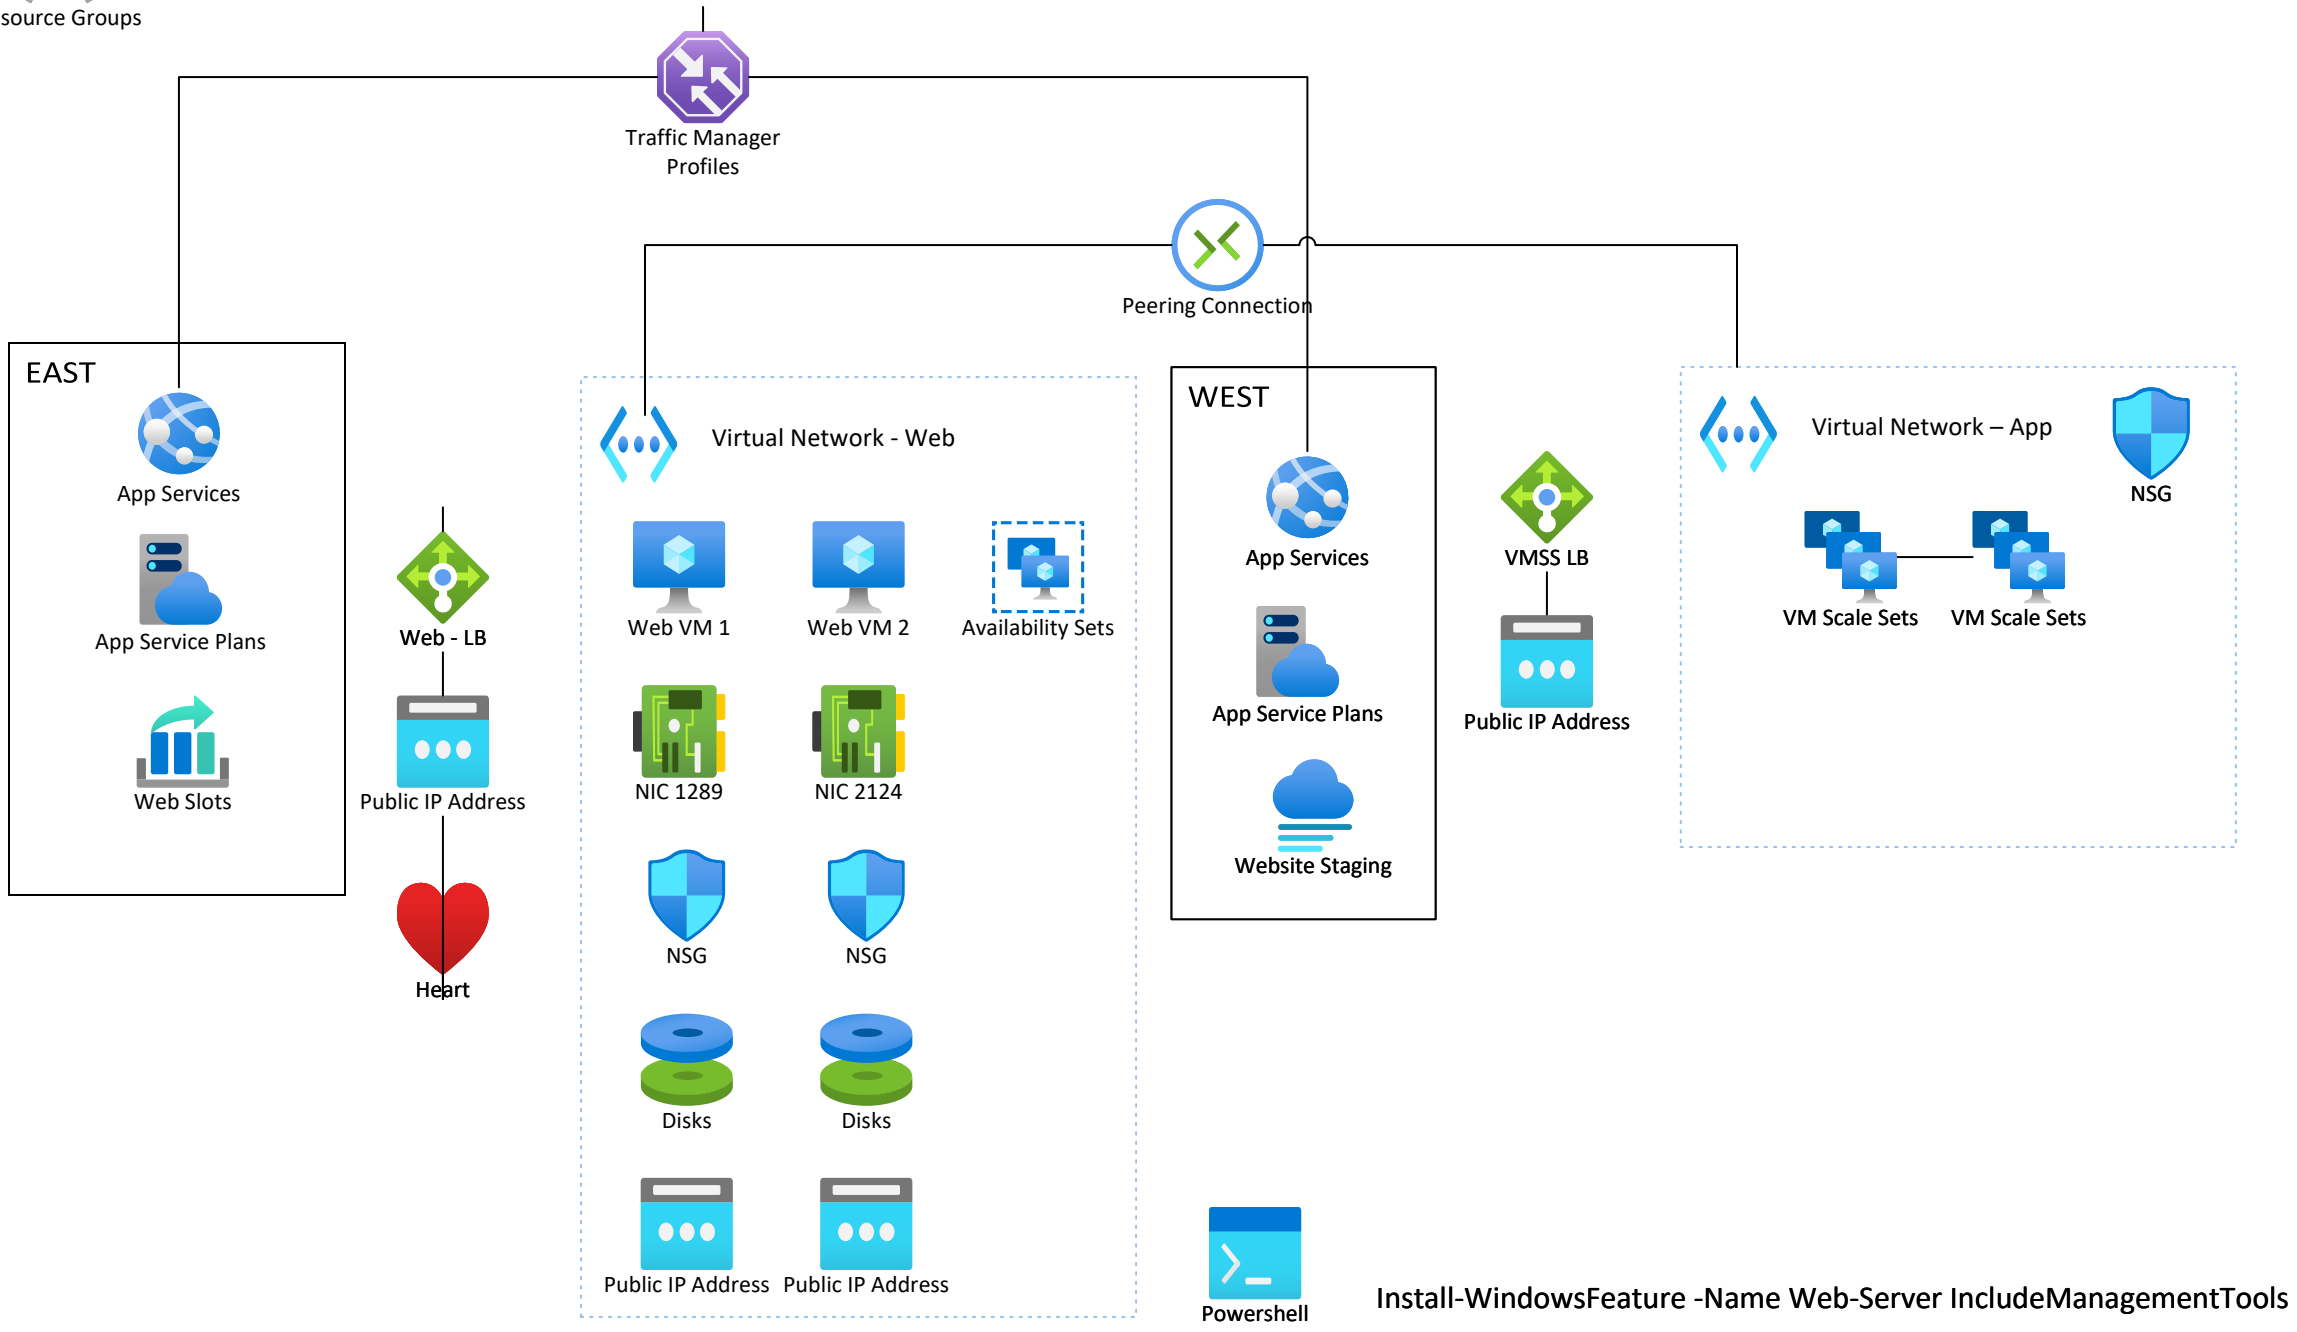 source Groups
Traffic Manager
Profiles
Peering Connection
EAST
App Services
App Service Plans
Web Slots
Web - LB
Public IP Address
Heart
Virtual Network - Web
Web VM 1
Web VM 2
Availability Sets
NIC 1289
NIC 2124
NSG
NSG
Disks
Disks
Public IP Address
Public IP Address
WEST
App Services
App Service Plans
Website Staging
VMSS LB
Public IP Address
Virtual Network – App
NSG
VM Scale Sets
VM Scale Sets
Powershell
Install-WindowsFeature -Name Web-Server IncludeManagementTools